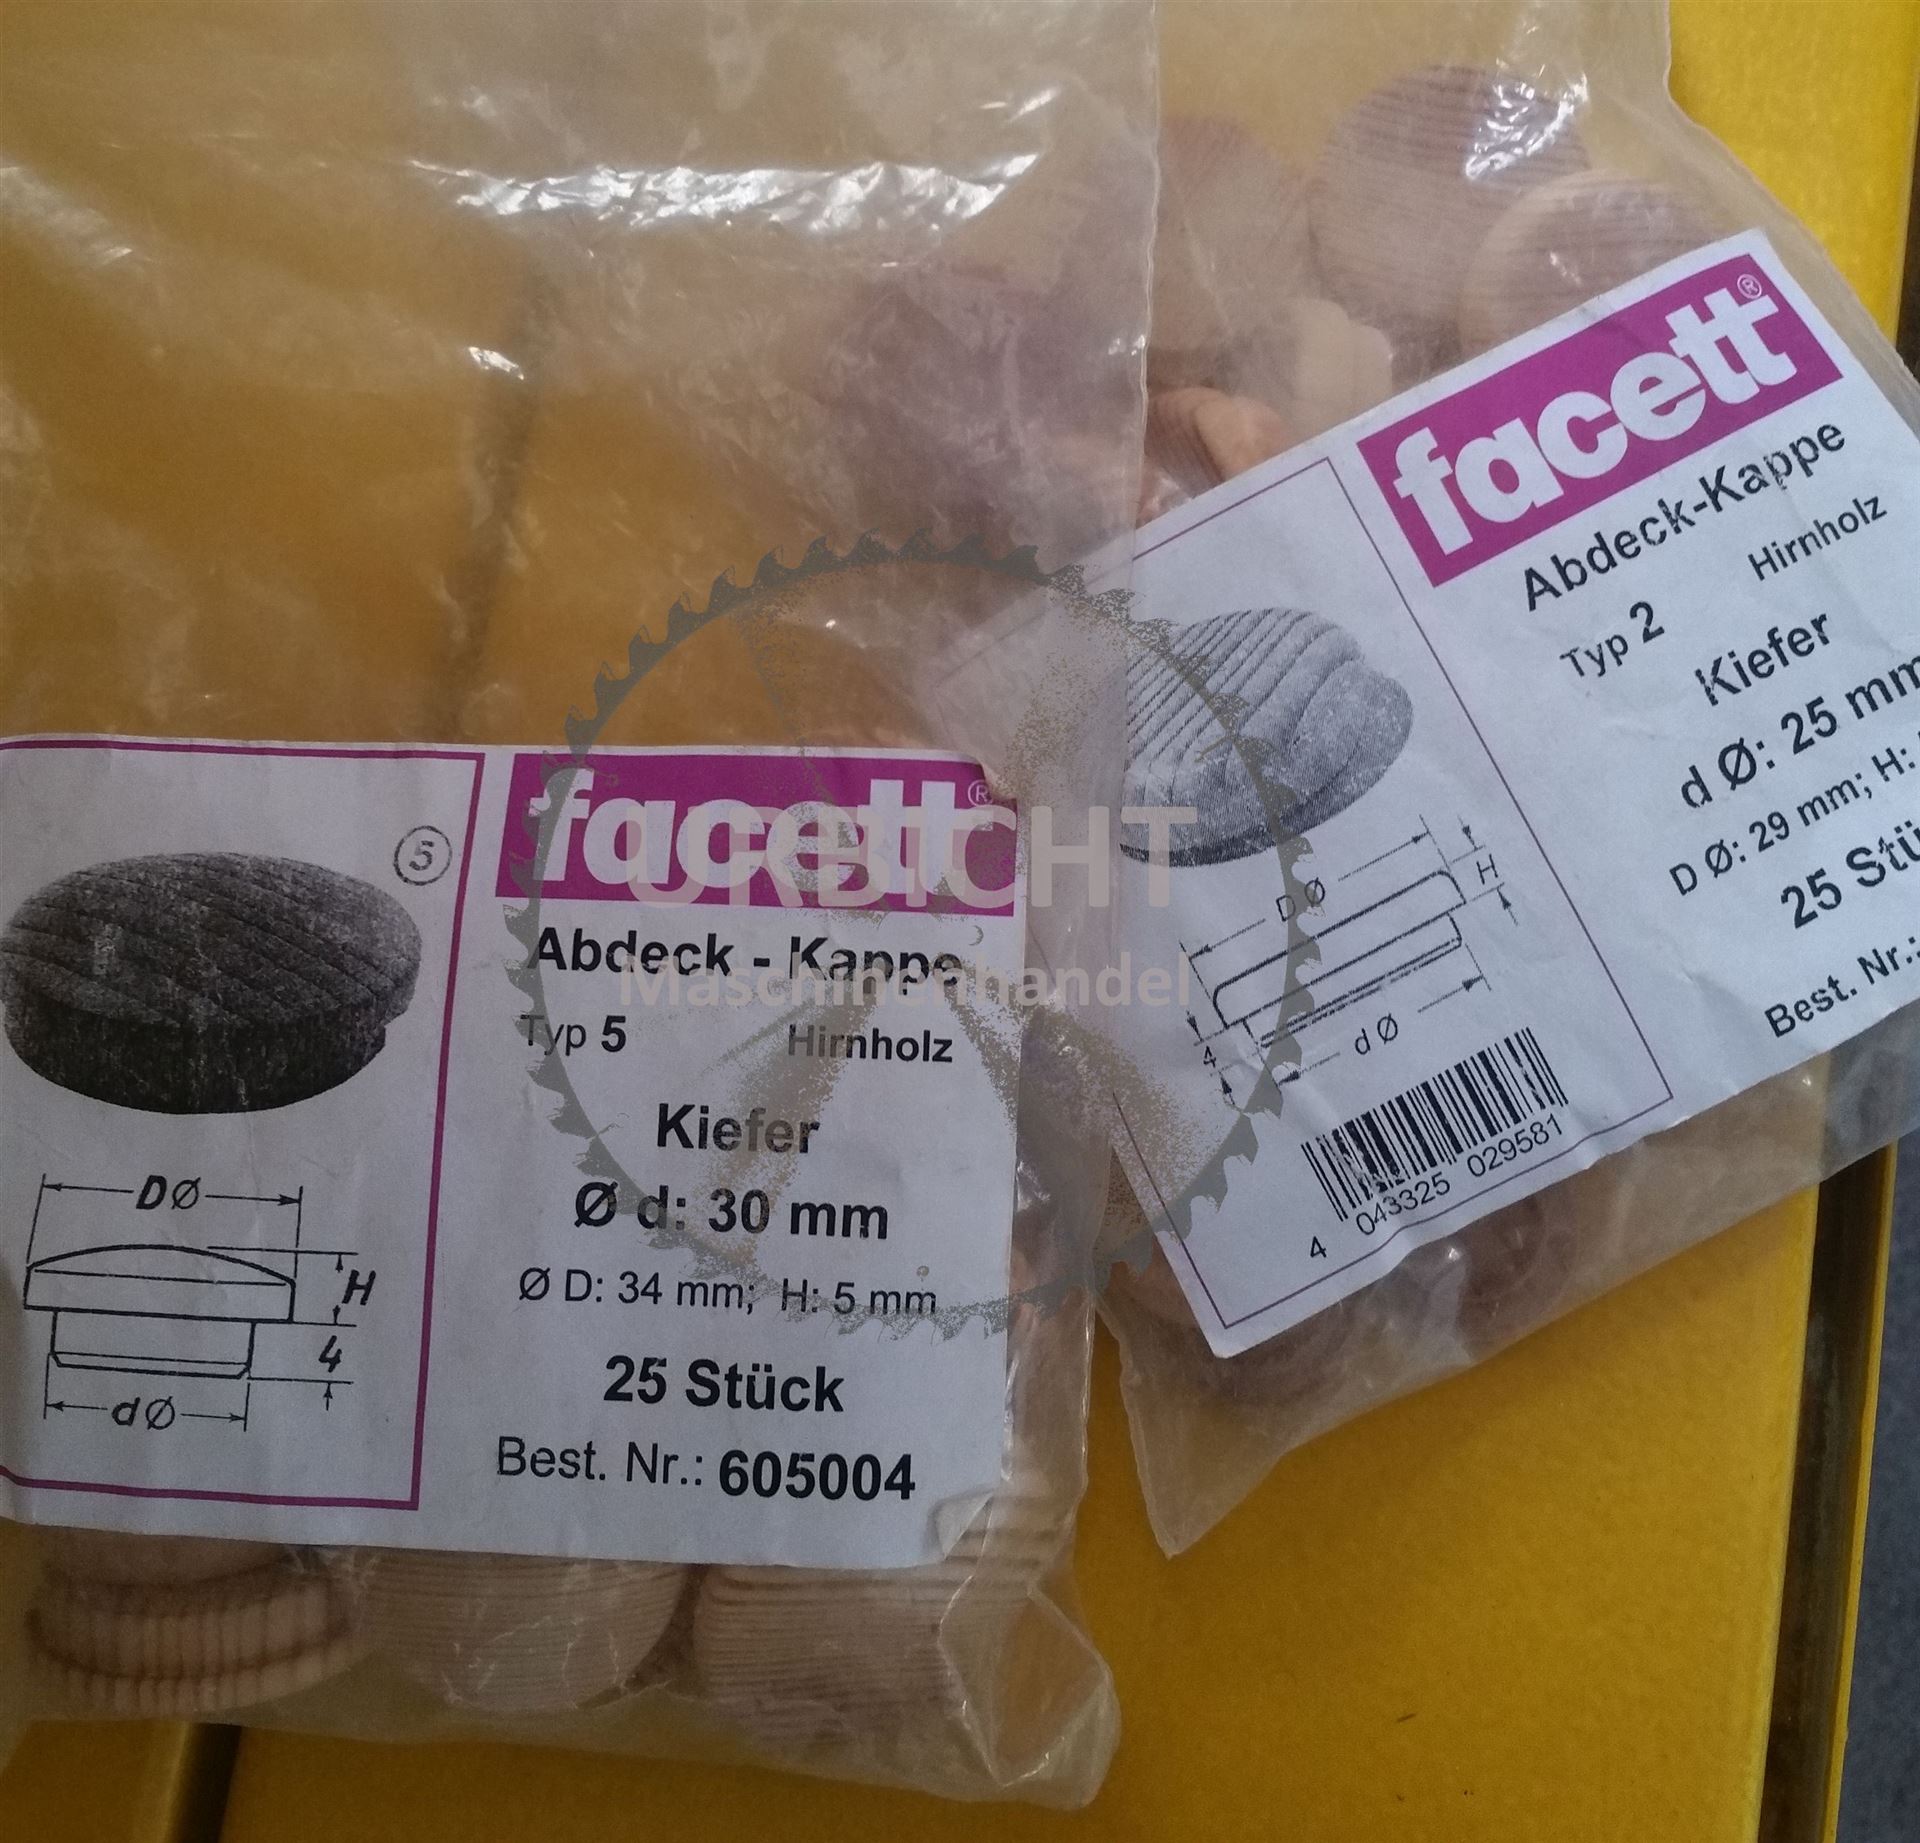 facett®
Abdeck - Kappe
Typ 5 Hirnholz
Kiefer
Ø d: 30 mm
Ø D: 34 mm; H: 5 mm
25 Stück
Best. Nr.: 605004
5
DØ
H
4
dØ
facett®
Abdeck-Kappe
Typ 2 Hirnholz
Kiefer
d Ø: 25 mm
D Ø: 29 mm; H:
25
Best. Nr.:
D Ø
H
4
d Ø
4 043325 029581
URBICHT
Maschinenhandel